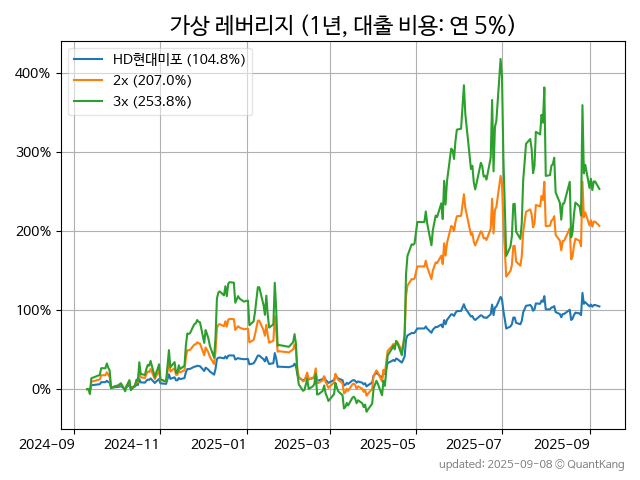 가상 레버리지 (1년, 대출 비용: 연 5%)
HD현대미포 (104.8%)
2x (207.0%)
3x (253.8%)
400%
300%
200%
100%
0%
2024-09 2024-11 2025-01 2025-03 2025-05 2025-07 2025-09
updated: 2025-09-08 © QuantKang